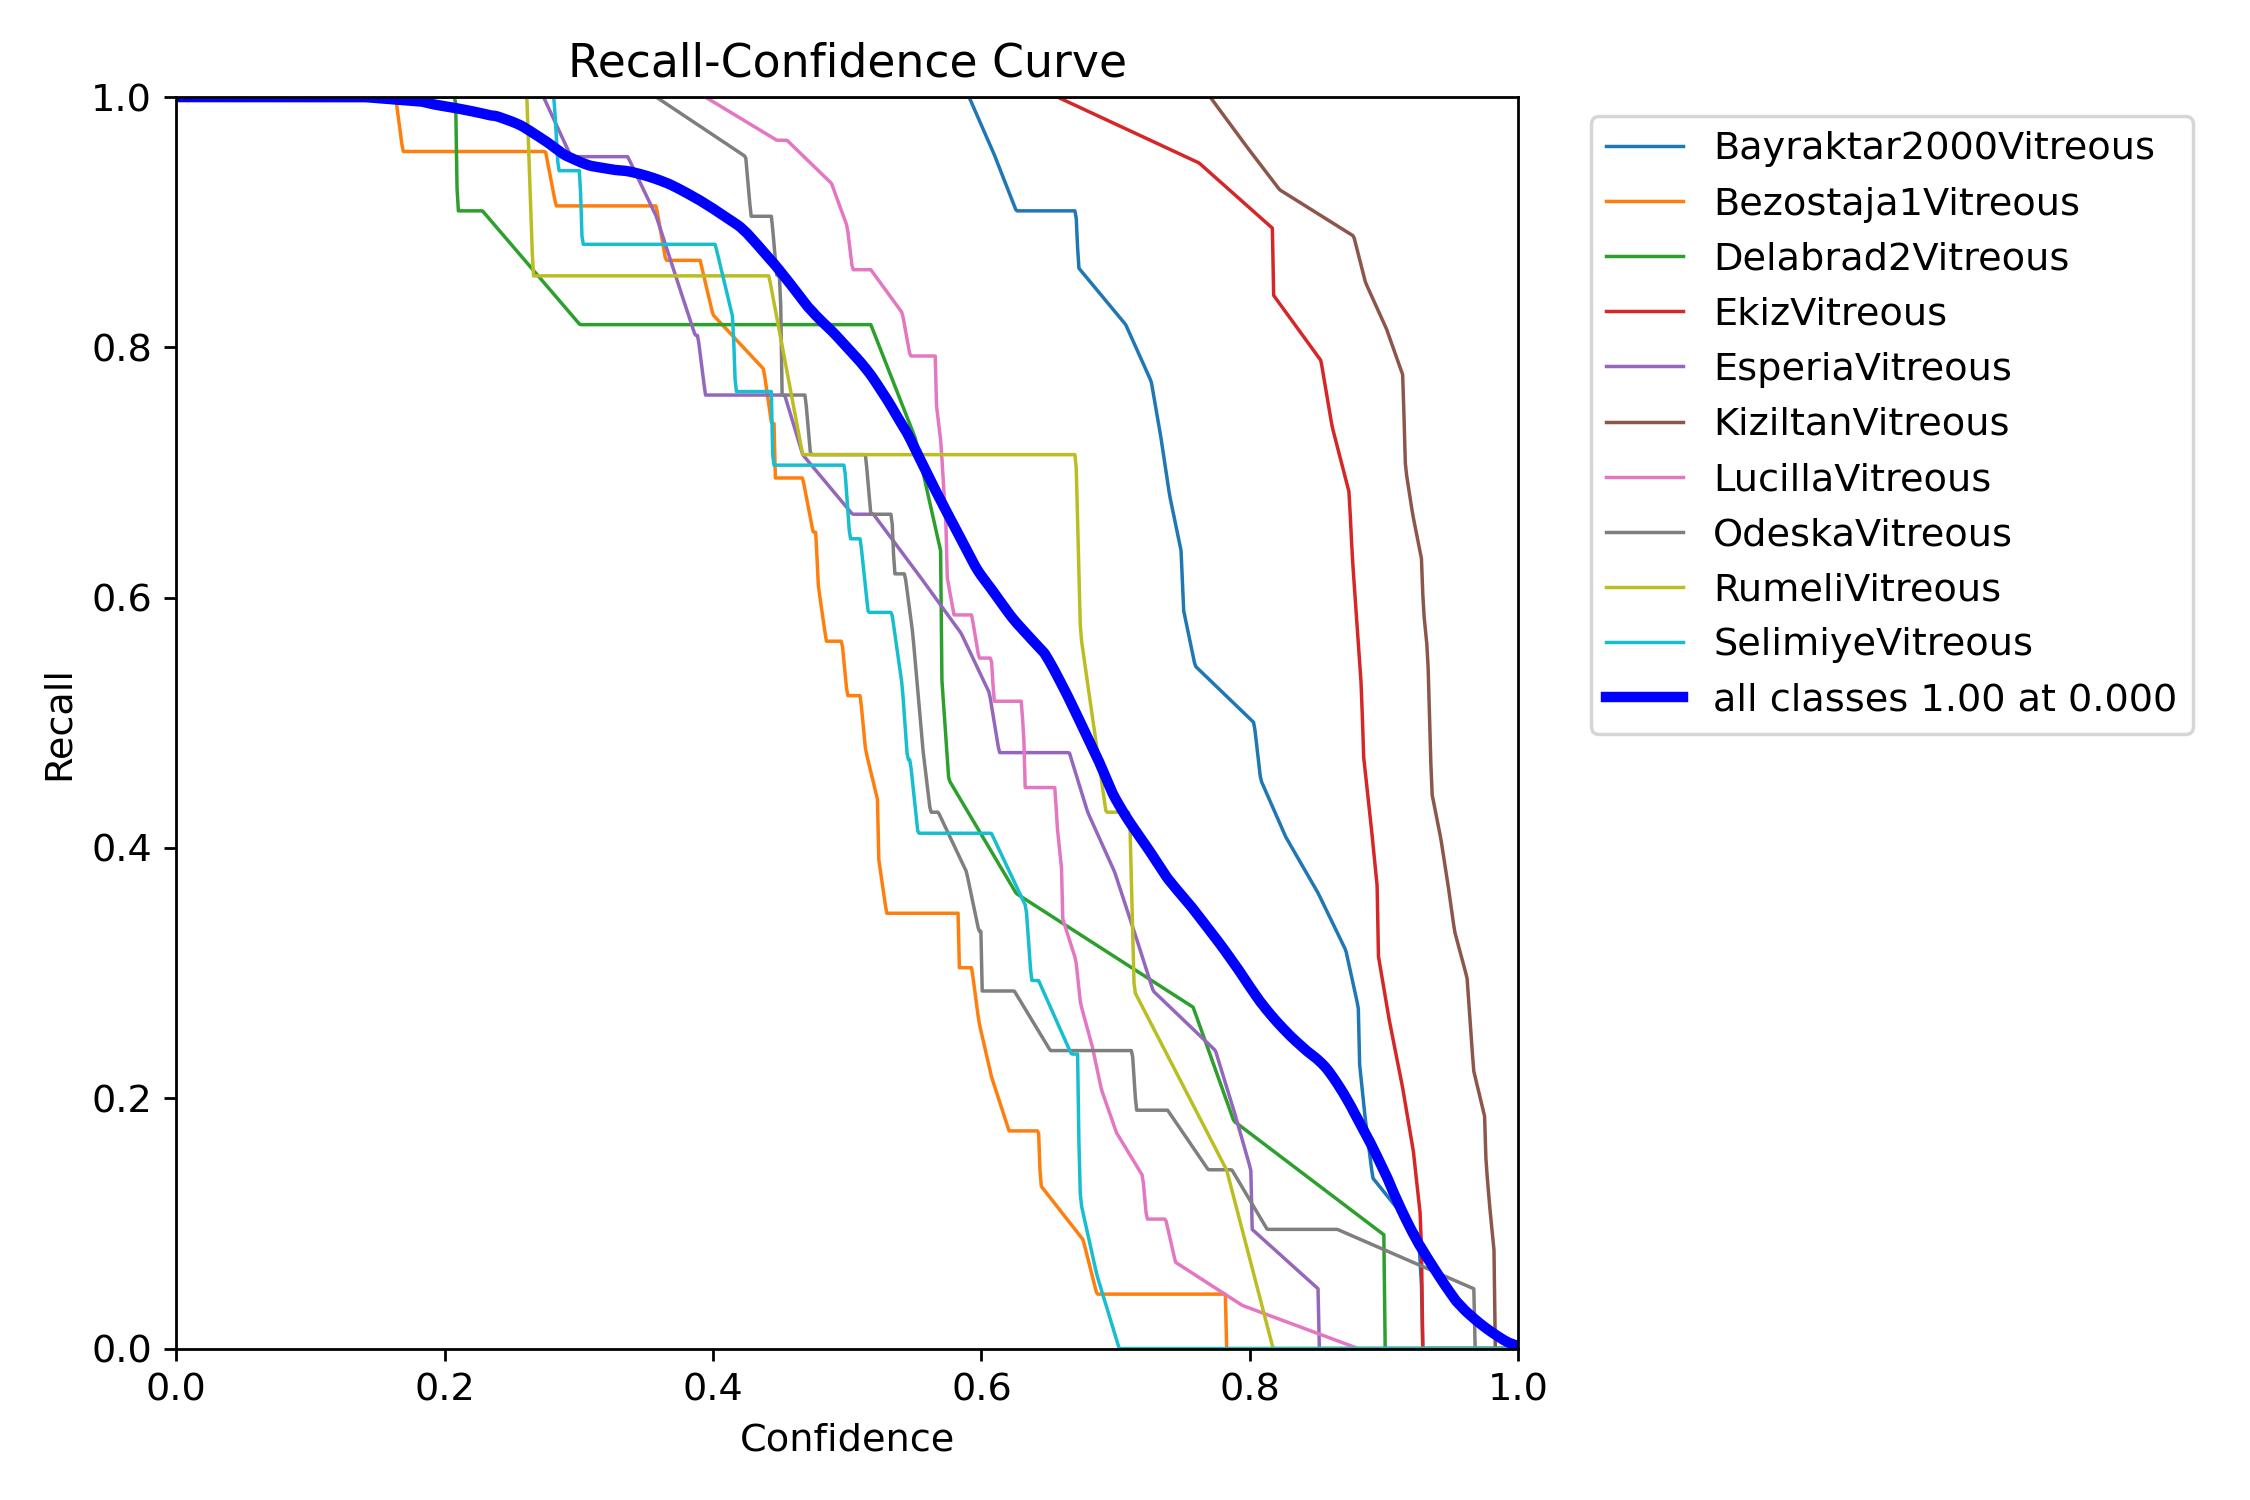 Recall-Confidence Curve
1.0
0.8
0.6
0.4
0.2
0.0
Recall
0.0 0.2 0.4 0.6 0.8 1.0
Confidence
Bayraktar2000Vitreous
Bezostaja1Vitreous
Delabrad2Vitreous
EkizVitreous
EsperiaVitreous
KiziltanVitreous
LucillaVitreous
OdeskaVitreous
RumeliVitreous
SelimiyeVitreous
all classes 1.00 at 0.000